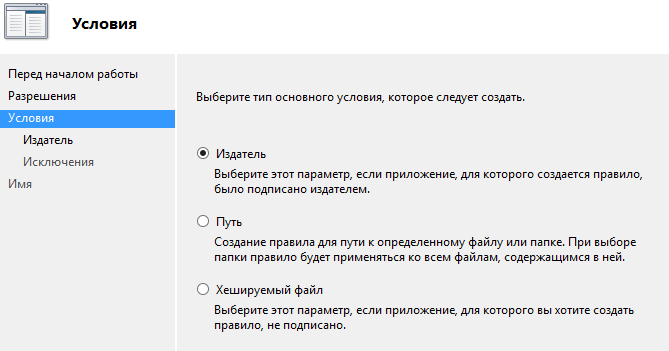 Условия
Перед началом работы
Разрешения
Условия
Издатель
Исключения
Имя
Выберите тип основного условия, которое следует создать.
Издатель
Выберите этот параметр, если приложение, для которого создается правило,
было подписано издателем.
Путь
Создание правила для пути к определенному файлу или папке. При выборе
папки правило будет применяться ко всем файлам, содержащимся в ней.
Хешируемый файл
Выберите этот параметр, если приложение, для которого вы хотите создать
правило, не подписано.